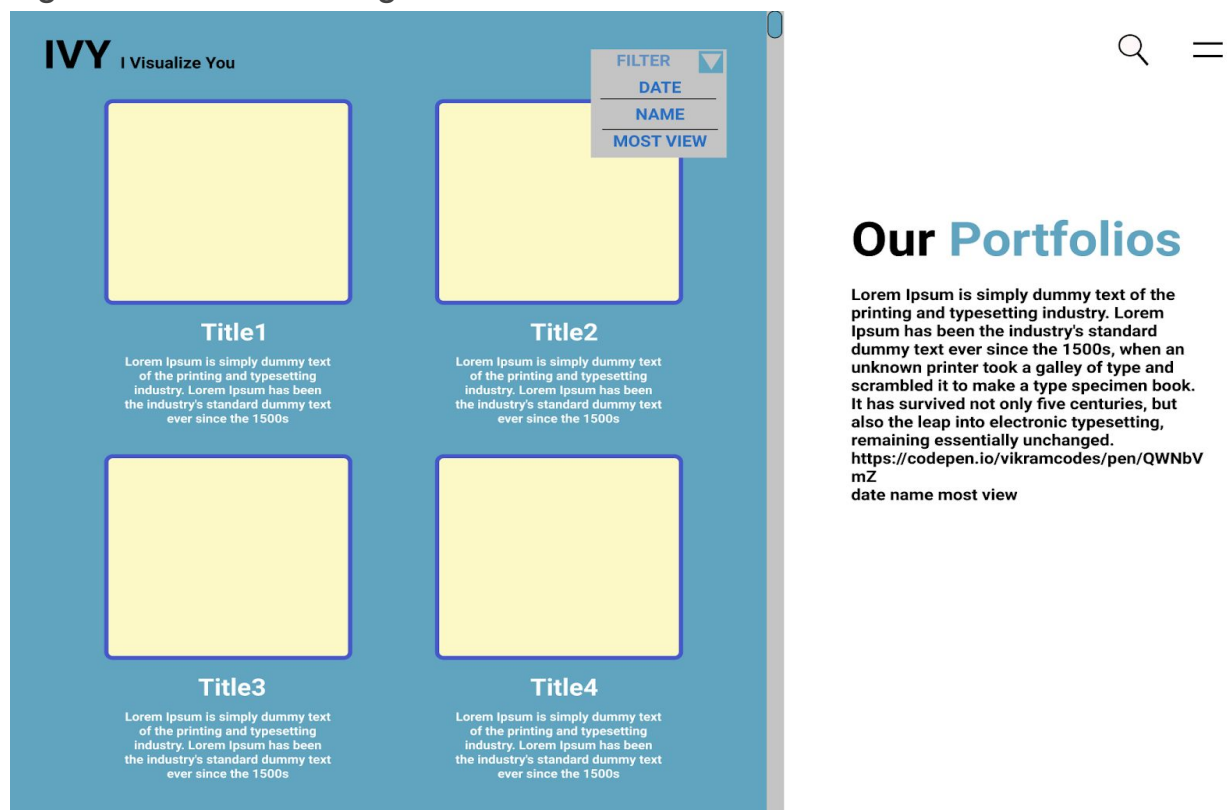 IVY I Visualize You
FILTER
DATE
NAME
MOST VIEW
Title1
Lorem Ipsum is simply dummy text
of the printing and typesetting
industry. Lorem Ipsum has been
the industry's standard dummy text
ever since the 1500s
Title2
Lorem Ipsum is simply dummy text
of the printing and typesetting
industry. Lorem Ipsum has been
the industry's standard dummy text
ever since the 1500s
Title3
Lorem Ipsum is simply dummy text
of the printing and typesetting
industry. Lorem Ipsum has been
the industry's standard dummy text
ever since the 1500s
Title4
Lorem Ipsum is simply dummy text
of the printing and typesetting
industry. Lorem Ipsum has been
the industry's standard dummy text
ever since the 1500s
Our Portfolios
Lorem Ipsum is simply dummy text of the
printing and typesetting industry. Lorem
Ipsum has been the industry's standard
dummy text ever since the 1500s, when an
unknown printer took a galley of type and
scrambled it to make a type specimen book.
It has survived not only five centuries, but
also the leap into electronic typesetting,
remaining essentially unchanged.
https://codepen.io/vikramcodes/pen/QWNbV
mZ
date name most view